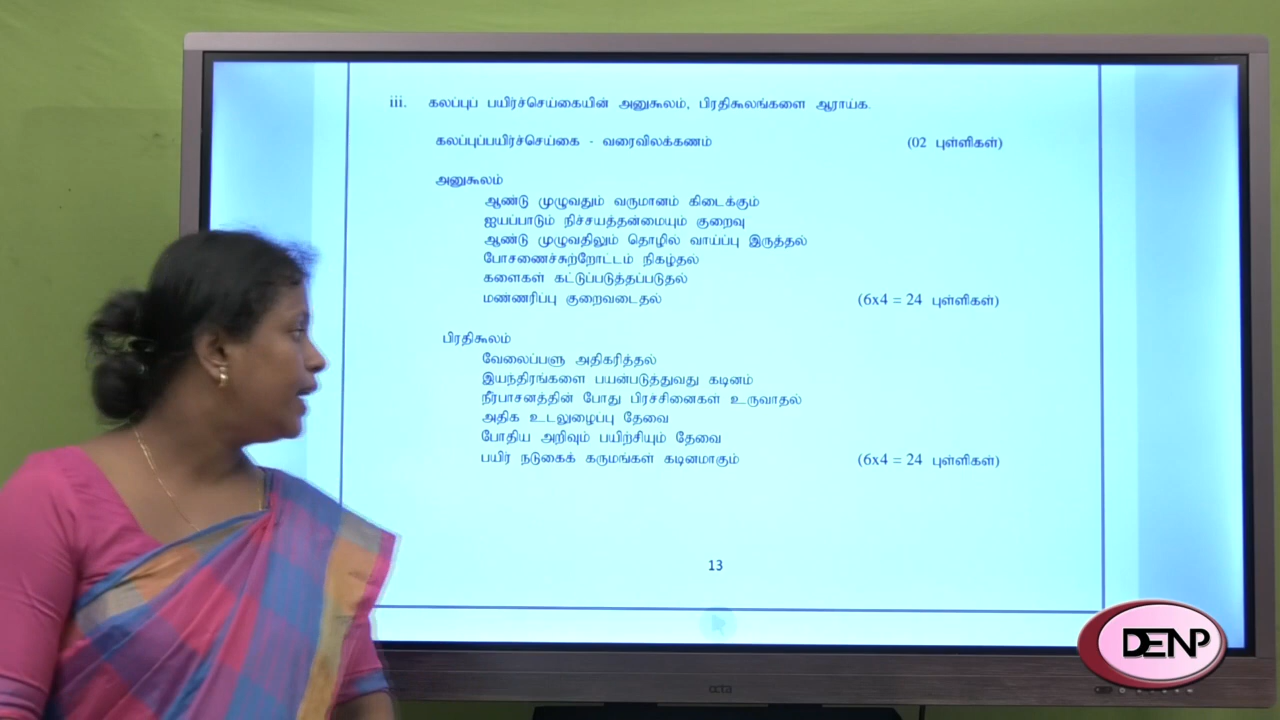 iii. கலப்புப் பயிர்ச்செய்கையின் அனுகூலம், பிரதிகூலங்களை ஆராய்க.
கலப்புப்பயிர்ச்செய்கை - வரைவிலக்கணம் (02 புள்ளிகள்)
அனுகூலம்
ஆண்டு முழுவதும் வருமானம் கிடைக்கும்
ஐயப்பாடும் நிச்சயத்தன்மையும் குறைவு
ஆண்டு முழுவதிலும் தொழில் வாய்ப்பு இருத்தல்
போசணைச்சுற்றோட்டம் நிகழ்தல்
களைகள் கட்டுப்படுத்தப்படுதல்
மண்ணரிப்பு குறைவடைதல் (6x4 = 24 புள்ளிகள்)
பிரதிகூலம்
வேலைப்பளு அதிகரித்தல்
இயந்திரங்களை பயன்படுத்துவது கடினம்
நீர்பாசனத்தின் போது பிரச்சினைகள் உருவாதல்
அதிக உடலுழைப்பு தேவை
போதிய அறிவும் பயிற்சியும் தேவை
பயிர் நடுகைக் கருமங்கள் கடினமாகும் (6x4 = 24 புள்ளிகள்)
13
DENP
octa